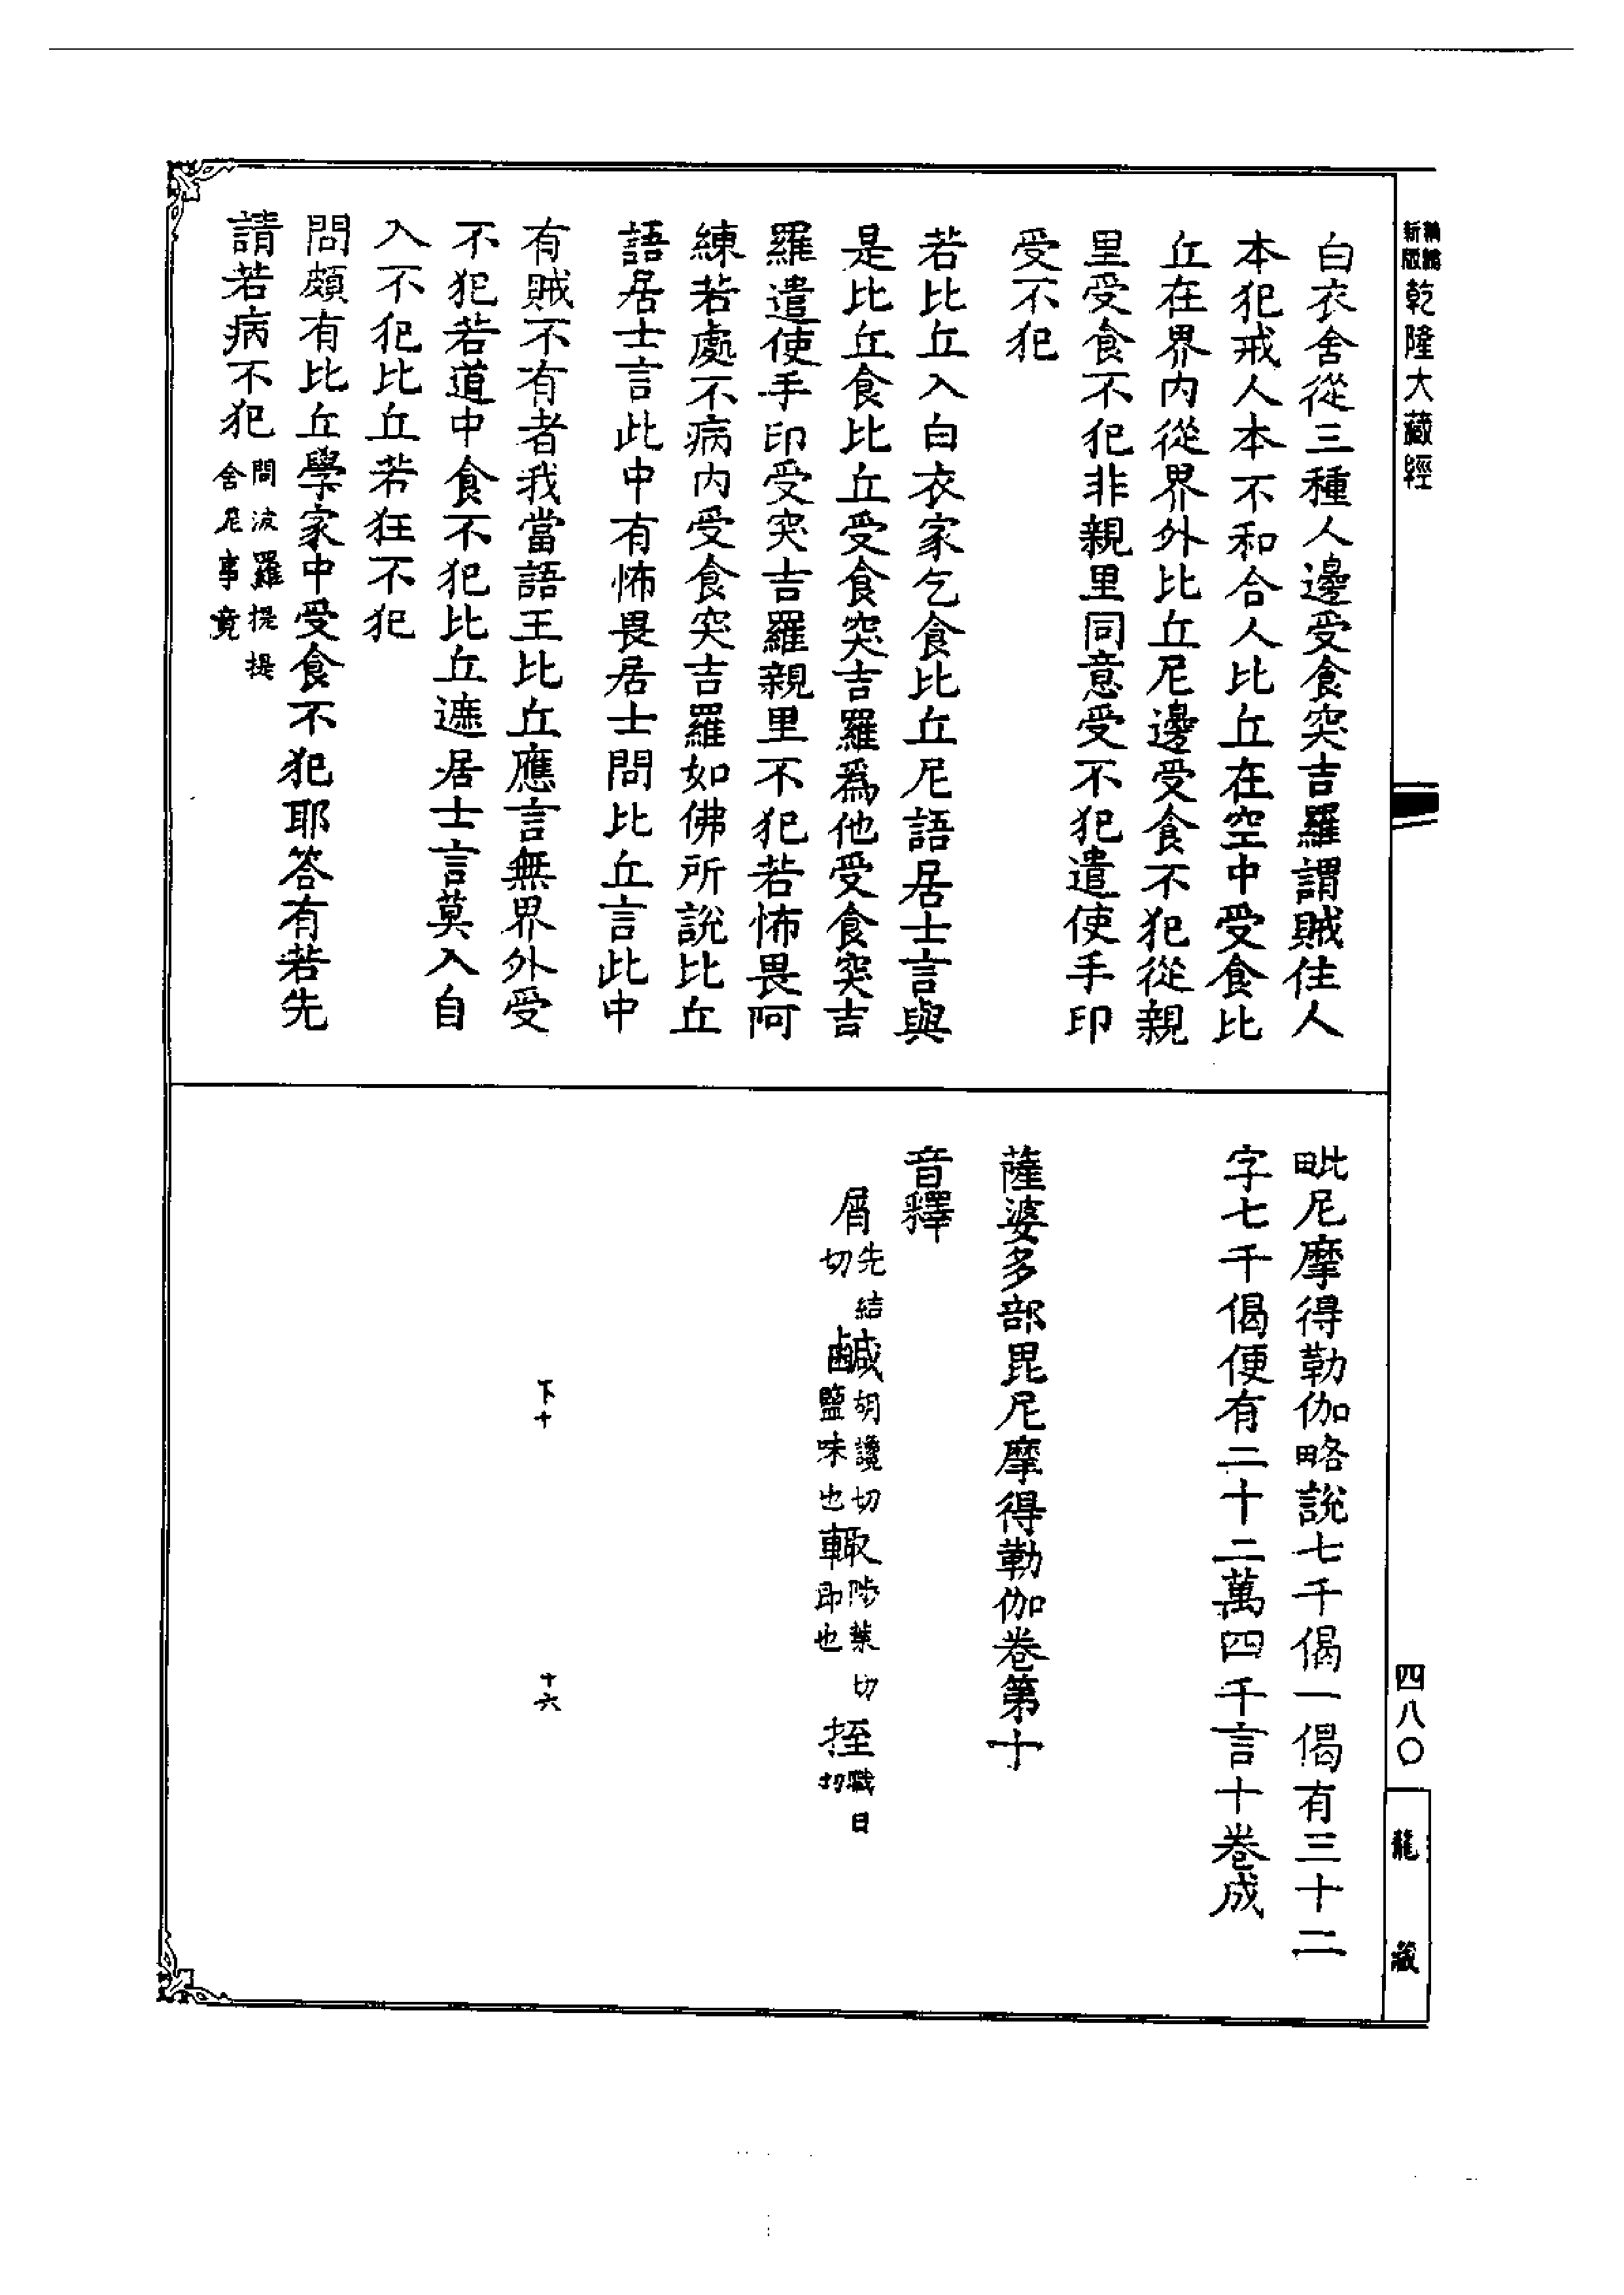 新版
乾隆大藏經
白衣舍從三種人邊受食突吉羅謂賊住人
本犯戒人本不和合人比丘在空中受食比
丘在界內從界外比丘尼邊受食不犯從親
里受食不犯非親里同意受不犯遣使手印
受不犯
若比丘入白衣家乞食比丘尼語居士言與
是比丘食比丘受食突吉羅為他受食突吉
羅遣使手印受突吉羅親里不犯若怖畏阿
練若處不病內受食突吉羅如佛所說比丘
語居士言此中有怖畏居士問比丘言此中
有賊不有者我當語王比丘應言無界外受
不犯若道中食不犯比丘遮居士言莫入自
入不犯比丘若狂不犯
問頗有比丘學家中受食不犯耶答有若先
請若病不犯
問波羅提提
舍尼事竟
毗尼摩得勒伽略說七千偈一偈有三十二
字七千偈便有二十二萬四千言十卷成
薩婆多部毘尼摩得勒伽卷第十
音釋
屑先結切 鹹胡讒切鹽味也 輙陟葉切即也 挃職日切
下十
十六
四八〇
龍藏